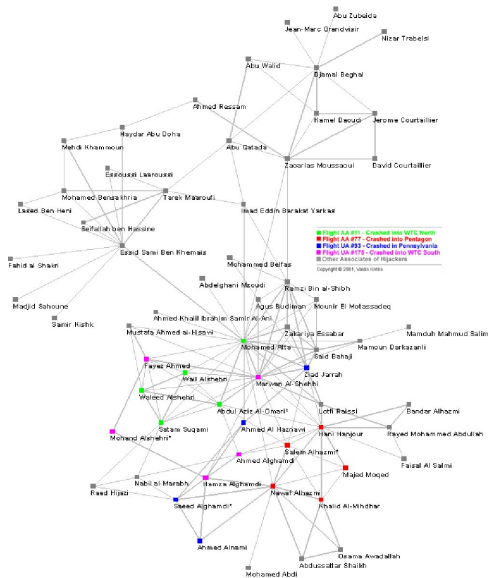 Abu Zubeida
Jean-Marc Grandvisir
Nizar Trabelsi
Abu Walid
Djamal Beghal
Ahmed Ressam
Kamel Daoudi
Jerome Courtaillier
Haydar Abu Doha
Mehdi Khammoun
Abu Qatada
Zacarias Moussaoui
David Courtaillier
Essoussi Laaroussi
Mohamed Bensakhria
Tarek Maaroufi
Lased Ben Heni
Imad Eddin Barakat Yarkas
Seifallah ben Hassine
Flight AA #11 - Crashed into WTC North
Flight AA #77 - Crashed into Pentagon
Flight UA #93 - Crashed in Pennsylvania
Flight UA #175 - Crashed into WTC South
Other Associates of Hijackers
Copyright © 2001, Valdis Krebs
Essid Sami Ben Khemais
Fahid al Shakri
Mohammed Belfas
Abdelghani Mzoudi
Ramzi Bin al-Shibh
Madjid Sahoune
Agus Budiman
Mounir El Motassadeq
Samir Kishk
Ahmed Khalil Ibrahim Samir Al-Ani
Mustafa Ahmed al-Hisawi
Zakariya Essabar
Mamduh Mahmud Salim
Mohamed Atta
Mamoun Darkazanli
Said Bahaji
Fayez Ahmed
Ziad Jarrah
Wail Alshehri
Marwan Al-Shehhi
Waleed Alshehri
Abdul Aziz Al-Omari*
Lotfi Raissi
Bandar Alhazmi
Satam Suqami
Ahmed Al Haznawi
Hani Hanjour
Rayed Mohammed Abdullah
Mohand Alshehri*
Salem Alhazmi*
Ahmed Alghamdi
Faisal Al Salmi
Majed Moqed
Nabil al-Marabh
Raed Hijazi
Hamza Alghamdi
Nawaf Alhazmi
Saeed Alghamdi*
Khalid Al-Mihdhar
Ahmed Alnami
Osama Awadallah
Abdussattar Shaikh
Mohamed Abdi